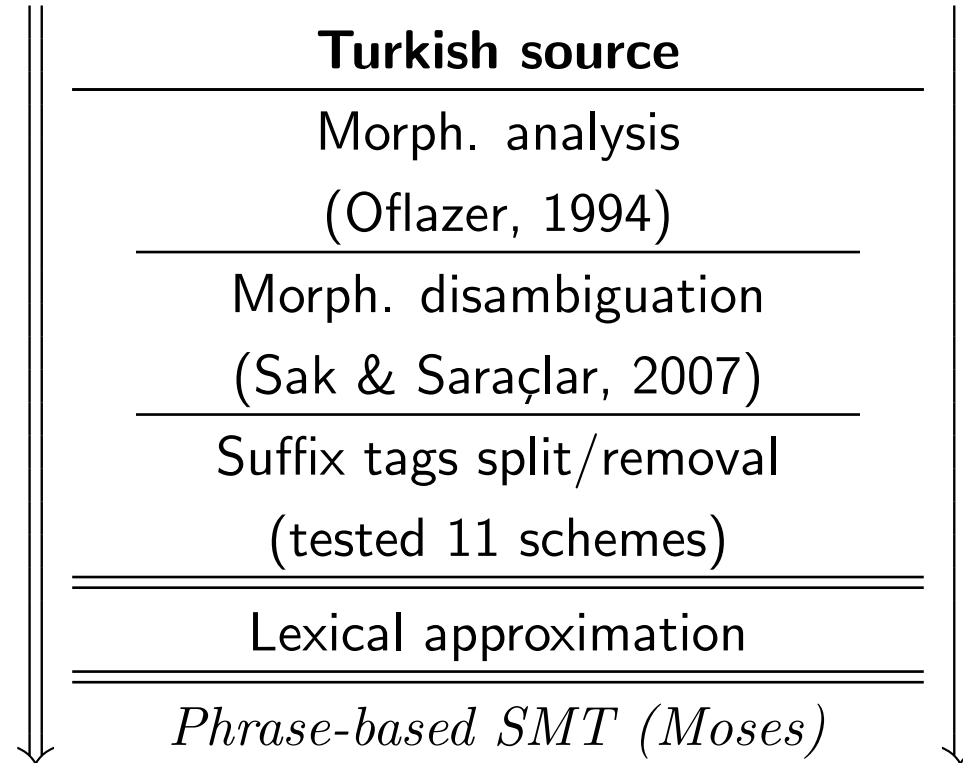 Turkish source
Morph. analysis
(Oflazer, 1994)
Morph. disambiguation
(Sak & Saraçlar, 2007)
Suffix tags split/removal
(tested 11 schemes)
Lexical approximation
Phrase-based SMT (Moses)